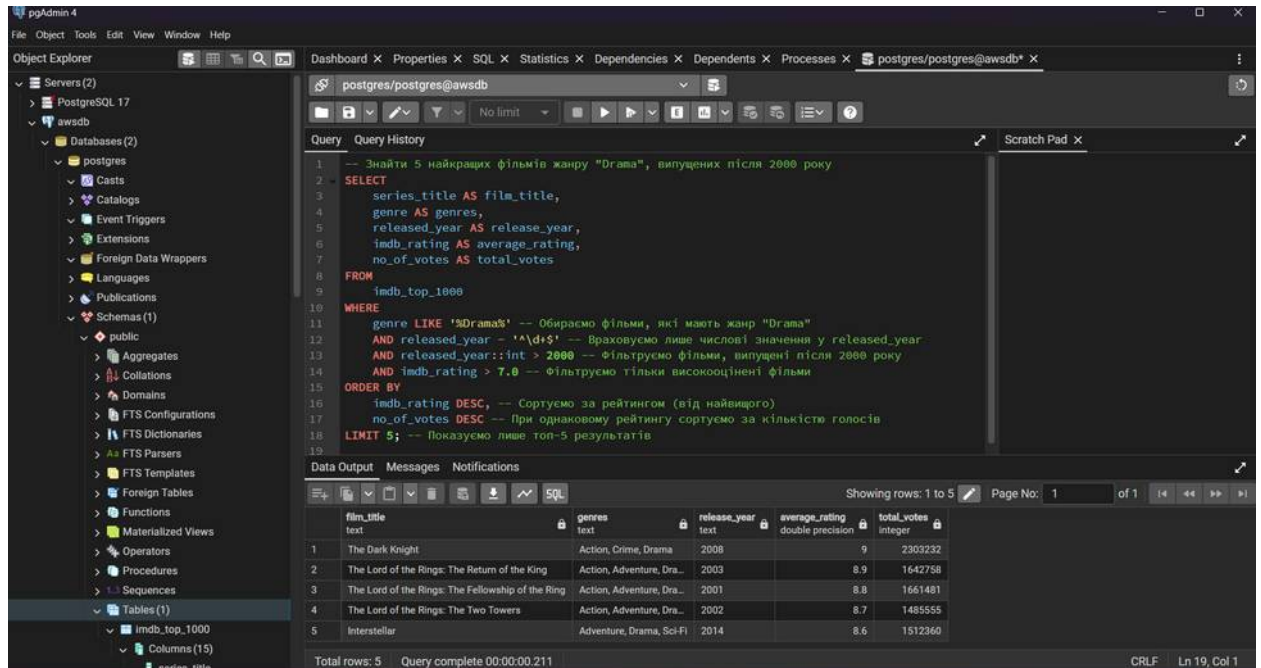 pgAdmin 4
File Object Tools Edit View Window Help
Object Explorer
Servers (2)
PostgreSQL 17
awsdb
Databases (2)
postgres
Casts
Catalogs
Event Triggers
Extensions
Foreign Data Wrappers
Languages
Publications
Schemas (1)
public
Aggregates
Collations
Domains
FTS Configurations
FTS Dictionaries
FTS Parsers
FTS Templates
Foreign Tables
Functions
Materialized Views
Operators
Procedures
Sequences
Tables (1)
imdb_top_1000
Columns (15)
series_title
Dashboard Properties SQL Statistics Dependencies Dependents Processes postgres/postgres@awsdb*
postgres/postgres@awsdb
No limit
Query Query History
Scratch Pad
1 -- Знайти 5 найкращих фільмів жанру "Drama", випущених після 2000 року
2 SELECT
3 series_title AS film_title,
4 genre AS genres,
5 released_year AS release_year,
6 imdb_rating AS average_rating,
7 no_of_votes AS total_votes
8 FROM
9 imdb_top_1000
10 WHERE
11 genre LIKE '%Drama%' -- Обираємо фільми, які мають жанр "Drama"
12 AND released_year ~ '^\d+$' -- Враховуємо лише числові значення у released_year
13 AND released_year::int > 2000 -- Фільтруємо фільми, випущені після 2000 року
14 AND imdb_rating > 7.0 -- Фільтруємо тільки високооцінені фільми
15 ORDER BY
16 imdb_rating DESC, -- Сортуємо за рейтингом (від найвищого)
17 no_of_votes DESC -- При однаковому рейтингу сортуємо за кількістю голосів
18 LIMIT 5; -- Показуємо лише топ-5 результатів
19
Data Output Messages Notifications
SQL
Showing rows: 1 to 5 Page No: 1 of 1
film_title text genres text release_year text average_rating double precision total_votes integer
1 The Dark Knight Action, Crime, Drama 2008 9 2303232
2 The Lord of the Rings: The Return of the King Action, Adventure, Dra... 2003 8.9 1642758
3 The Lord of the Rings: The Fellowship of the Ring Action, Adventure, Dra... 2001 8.8 1661481
4 The Lord of the Rings: The Two Towers Action, Adventure, Dra... 2002 8.7 1485555
5 Interstellar Adventure, Drama, Sci-Fi 2014 8.6 1512360
Total rows: 5 Query complete 00:00:00.211
CRLF Ln 19, Col 1